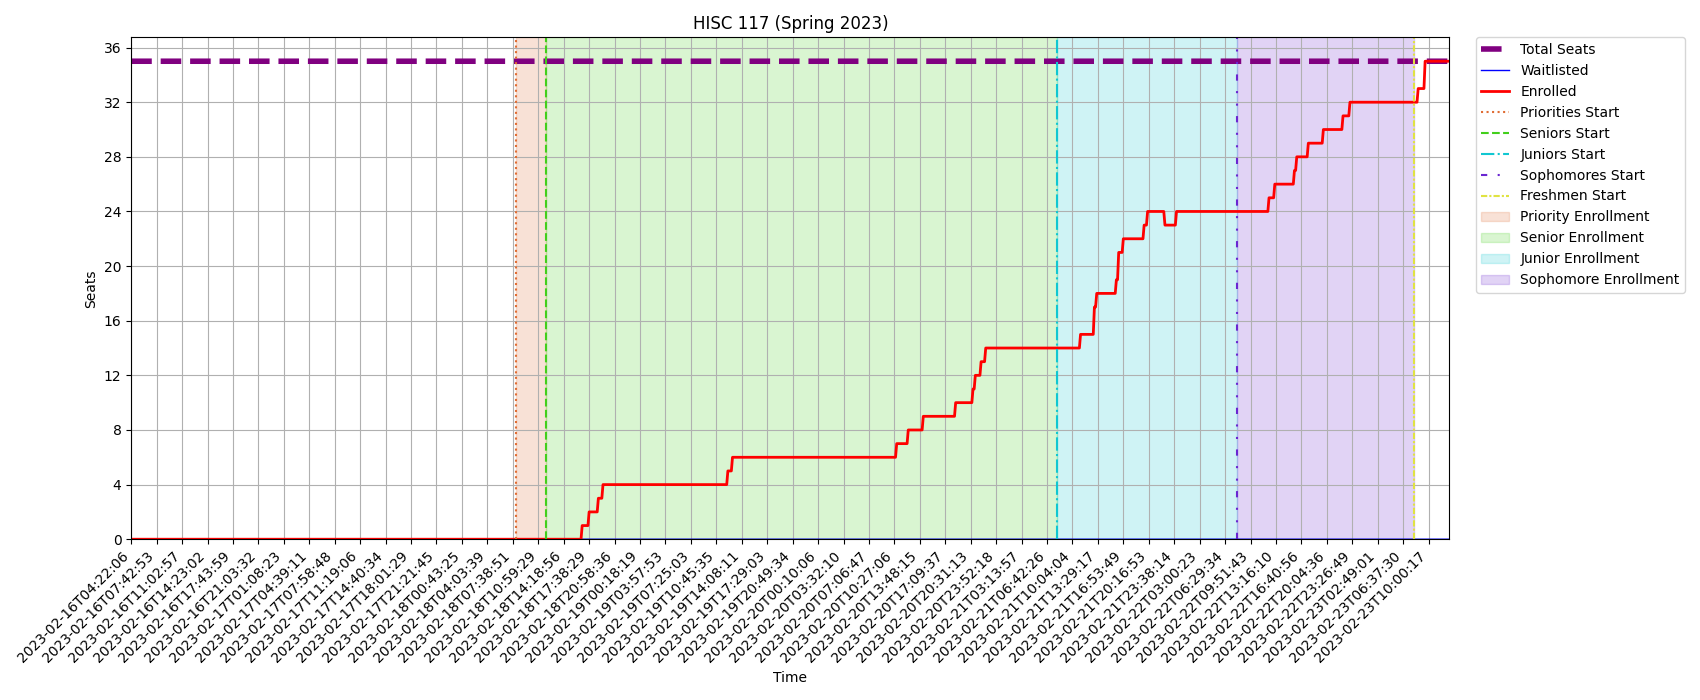 HISC 117 (Spring 2023)
Seats
36
32
28
24
20
16
12
8
4
0
2023-02-16T04:22:06
2023-02-16T07:42:53
2023-02-16T11:02:57
2023-02-16T14:23:02
2023-02-16T17:43:59
2023-02-16T21:03:32
2023-02-17T01:08:23
2023-02-17T04:39:11
2023-02-17T07:58:48
2023-02-17T11:19:06
2023-02-17T14:40:34
2023-02-17T18:01:29
2023-02-17T21:21:45
2023-02-18T00:43:25
2023-02-18T04:03:39
2023-02-18T07:38:51
2023-02-18T10:59:29
2023-02-18T14:18:56
2023-02-18T17:38:29
2023-02-18T20:58:36
2023-02-19T00:18:19
2023-02-19T03:57:53
2023-02-19T07:25:03
2023-02-19T10:45:35
2023-02-19T14:08:11
2023-02-19T17:29:03
2023-02-19T20:49:34
2023-02-20T00:10:06
2023-02-20T03:32:10
2023-02-20T07:06:47
2023-02-20T10:27:06
2023-02-20T13:48:15
2023-02-20T17:09:37
2023-02-20T20:31:13
2023-02-20T23:52:18
2023-02-21T03:13:57
2023-02-21T06:42:26
2023-02-21T10:04:04
2023-02-21T13:29:17
2023-02-21T16:53:49
2023-02-21T20:16:53
2023-02-21T23:38:14
2023-02-22T03:00:23
2023-02-22T06:29:34
2023-02-22T09:51:43
2023-02-22T13:16:10
2023-02-22T16:40:56
2023-02-22T20:04:36
2023-02-22T23:26:49
2023-02-23T02:49:01
2023-02-23T06:37:30
2023-02-23T10:00:17
Time
Total Seats
Waitlisted
Enrolled
Priorities Start
Seniors Start
Juniors Start
Sophomores Start
Freshmen Start
Priority Enrollment
Senior Enrollment
Junior Enrollment
Sophomore Enrollment